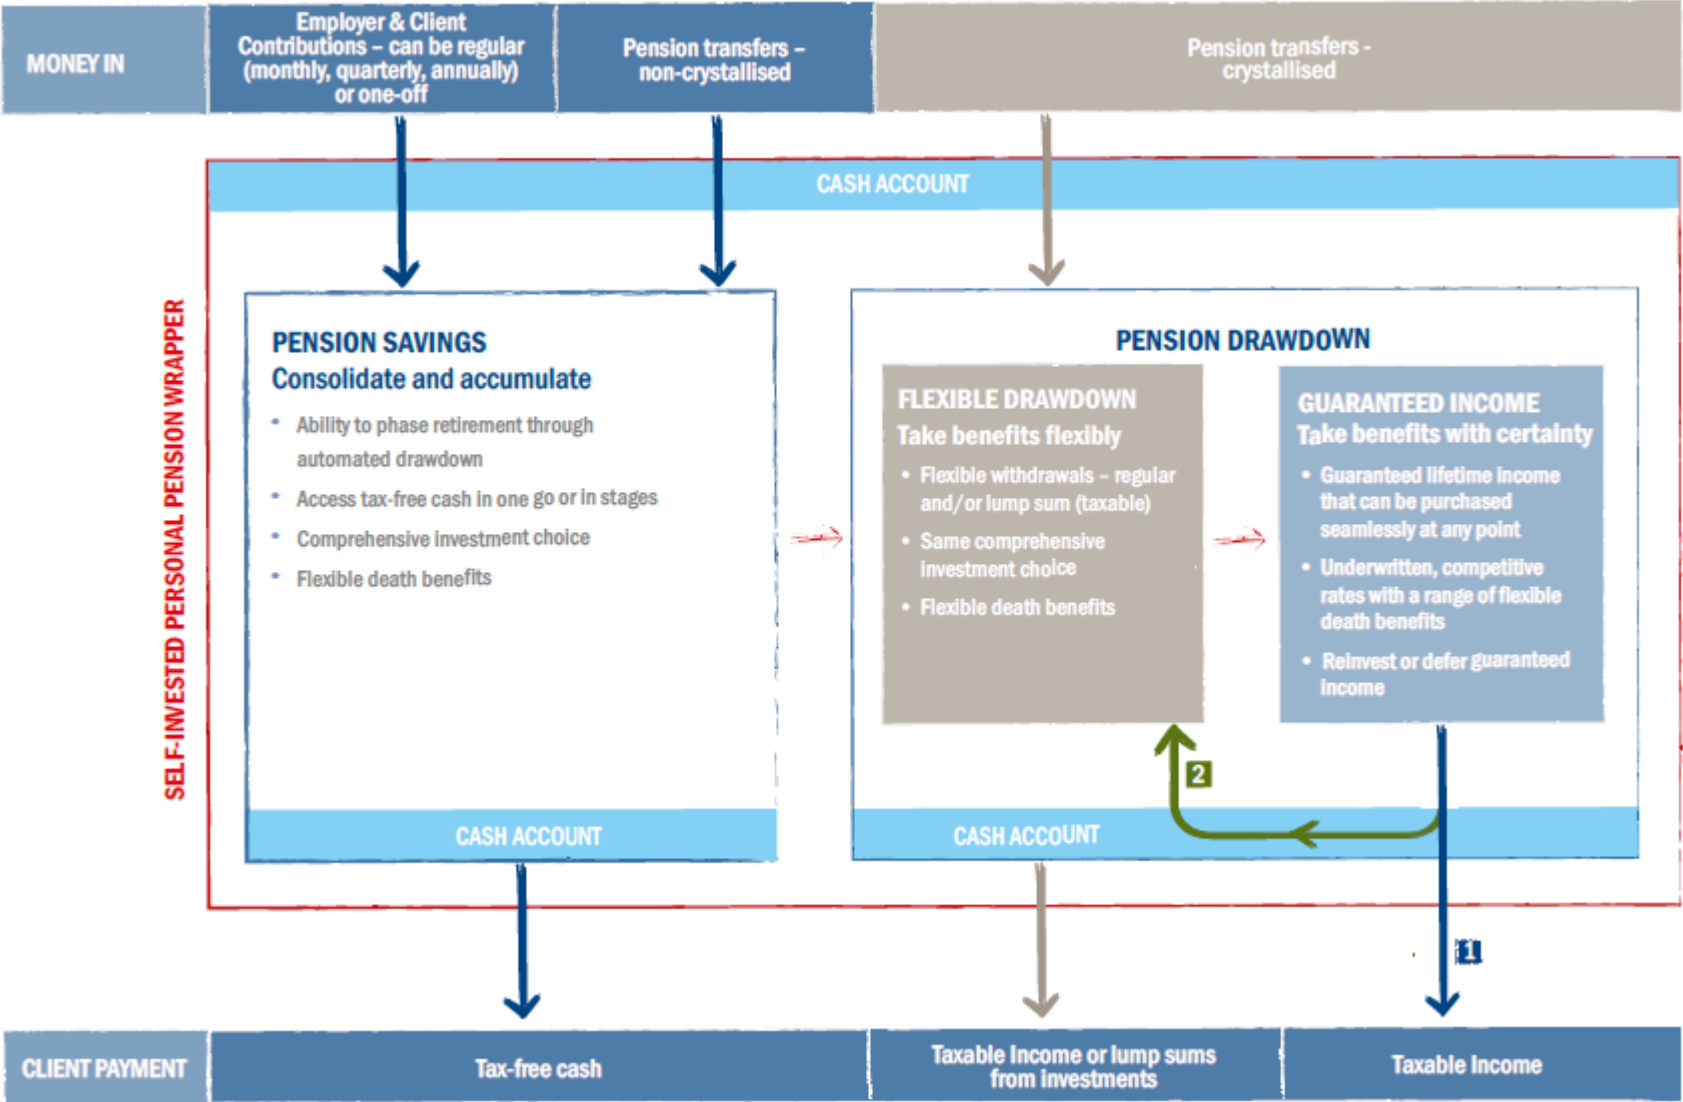 MONEY IN
Employer & Client
Contributions – can be regular
(monthly, quarterly, annually)
or one-off
Pension transfers –
non-crystallised
Pension transfers -
crystallised
CASH ACCOUNT
SELF-INVESTED PERSONAL PENSION WRAPPER
PENSION SAVINGS
Consolidate and accumulate
• Ability to phase retirement through
automated drawdown
• Access tax-free cash in one go or in stages
• Comprehensive investment choice
• Flexible death benefits
CASH ACCOUNT
PENSION DRAWDOWN
FLEXIBLE DRAWDOWN
Take benefits flexibly
• Flexible withdrawals – regular
and/or lump sum (taxable)
• Same comprehensive
investment choice
• Flexible death benefits
GUARANTEED INCOME
Take benefits with certainty
• Guaranteed lifetime income
that can be purchased
seamlessly at any point
• Underwritten, competitive
rates with a range of flexible
death benefits
• Reinvest or defer guaranteed
income
2
CASH ACCOUNT
1
CLIENT PAYMENT
Tax-free cash
Taxable Income or lump sums
from investments
Taxable Income